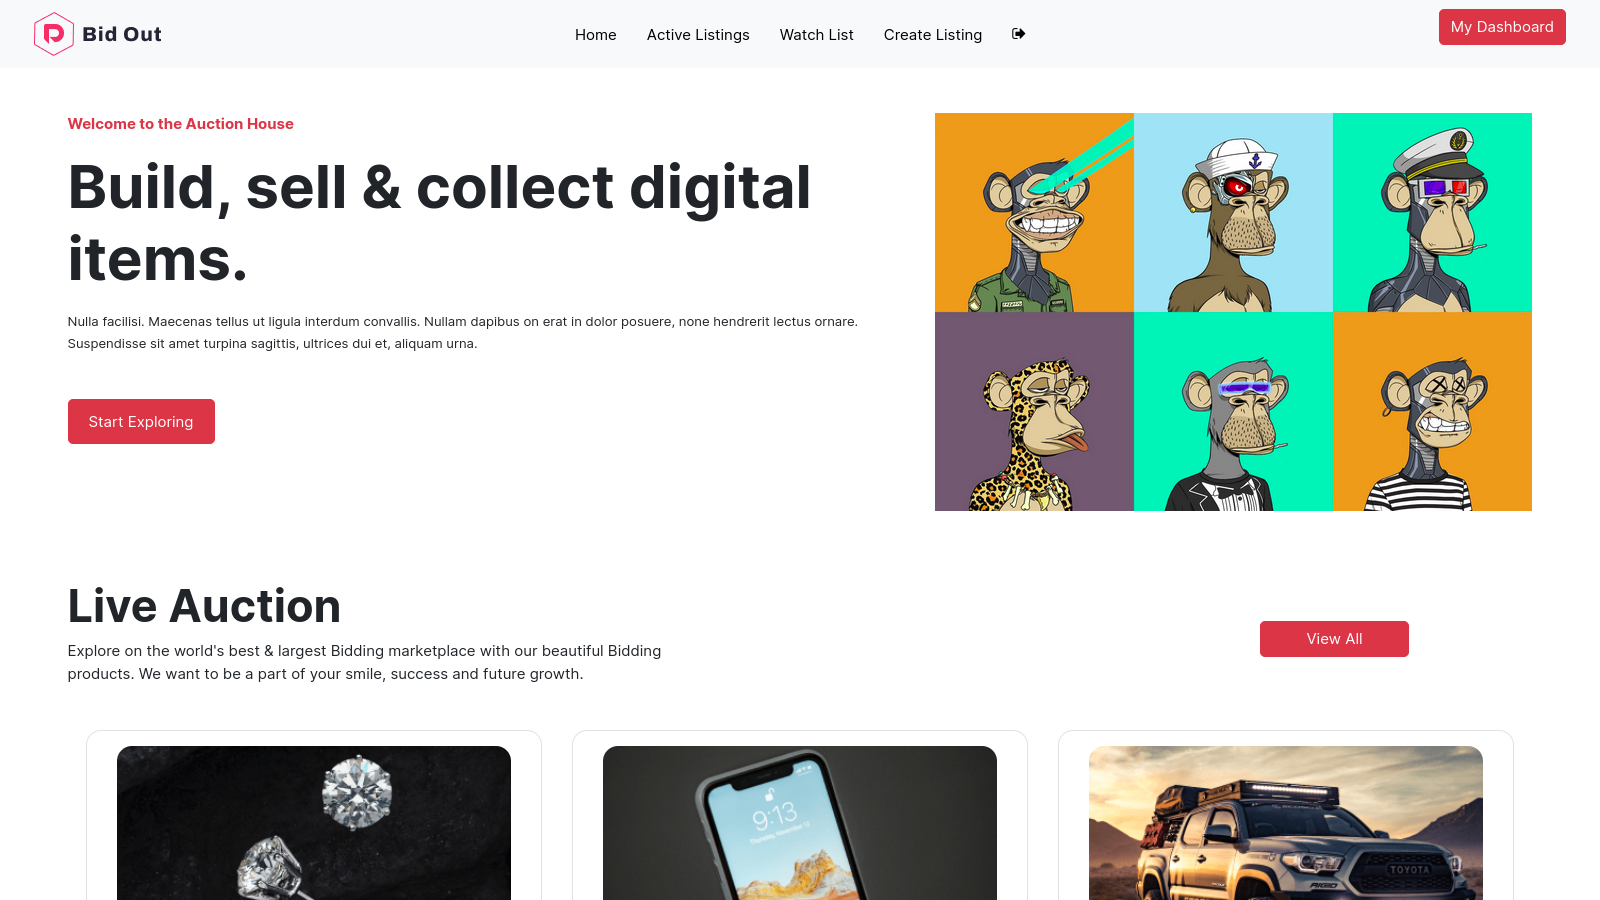 Bid Out
Home Active Listings Watch List Create Listing
My Dashboard
Welcome to the Auction House
Build, sell & collect digital
items.
Nulla facilisi. Maecenas tellus ut ligula interdum convallis. Nullam dapibus on erat in dolor posuere, none hendrerit lectus ornare.
Suspendisse sit amet turpina sagittis, ultrices dui et, aliquam urna.
Start Exploring
Live Auction
Explore on the world's best & largest Bidding marketplace with our beautiful Bidding
products. We want to be a part of your smile, success and future growth.
View All
9:13
Thursday, November 12
TOYOTA
RIGID